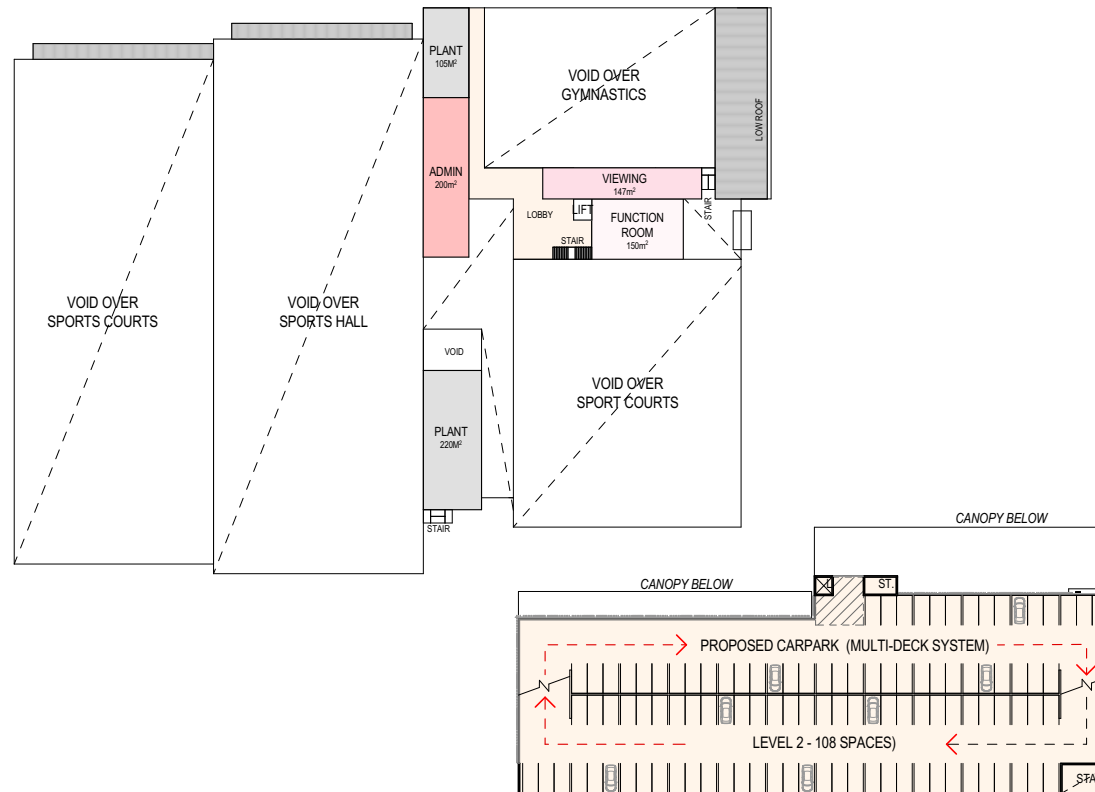 PLANT
105M²
VOID OVER
GYMNASTICS
LOW ROOF
ADMIN
200m²
VIEWING
147m²
STAIR
LIFT
LOBBY
FUNCTION
ROOM
150m²
STAIR
VOID OVER
SPORTS COURTS
VOID OVER
SPORTS HALL
VOID
VOID OVER
SPORT COURTS
PLANT
220M²
STAIR
CANOPY BELOW
CANOPY BELOW
ST.
PROPOSED CARPARK (MULTI-DECK SYSTEM)
LEVEL 2 - 108 SPACES)
STA